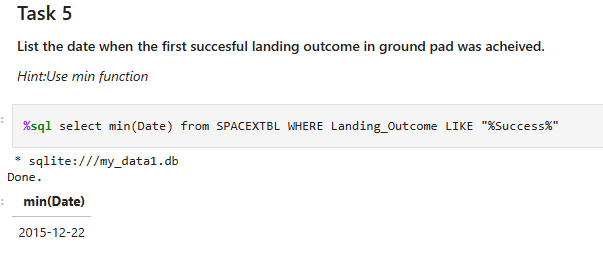 Task 5
List the date when the first succesful landing outcome in ground pad was acheived.
Hint:Use min function
%sql select min(Date) from SPACEXTBL WHERE Landing_Outcome LIKE "%Success%"
* sqlite:///my_data1.db
Done.
min(Date)
2015-12-22